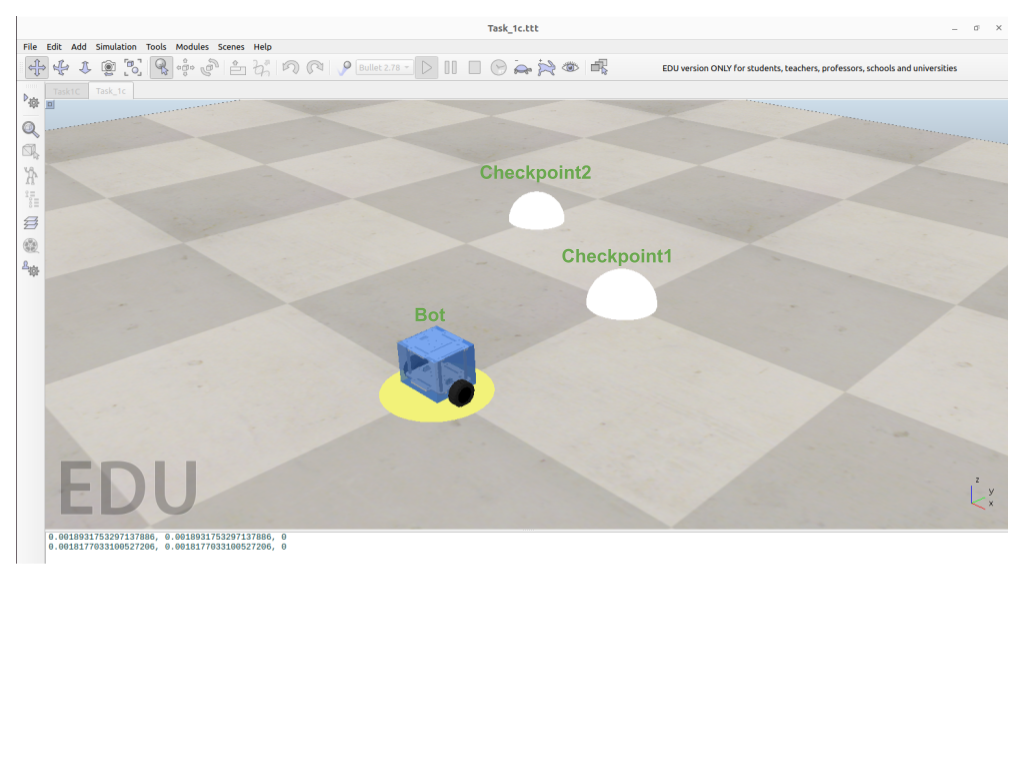 Task_1c.ttt
File Edit Add Simulation Tools Modules Scenes Help
Bullet 2.78
EDU version ONLY for students, teachers, professors, schools and universities
Task1C Task_1c
Checkpoint2
Checkpoint1
Bot
EDU
z
y
x
0.0018931753297137886, 0.0018931753297137886, 0
0.0018177033100527206, 0.0018177033100527206, 0